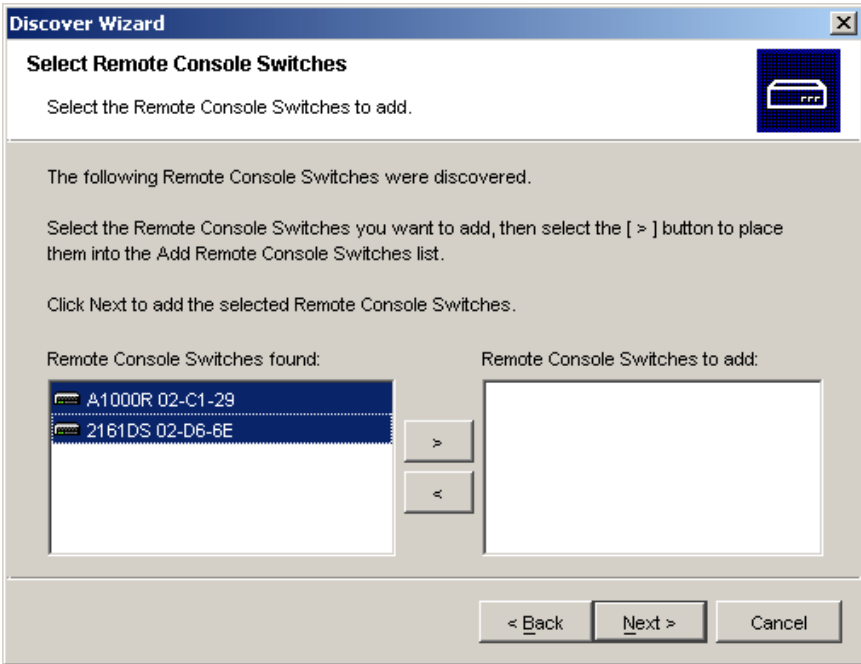 Discover Wizard
Select Remote Console Switches
Select the Remote Console Switches to add.
The following Remote Console Switches were discovered.
Select the Remote Console Switches you want to add, then select the [ > ] button to place
them into the Add Remote Console Switches list.
Click Next to add the selected Remote Console Switches.
Remote Console Switches found:
Remote Console Switches to add:
A1000R 02-C1-29
2161DS 02-D6-6E
>
<
< Back
Next >
Cancel